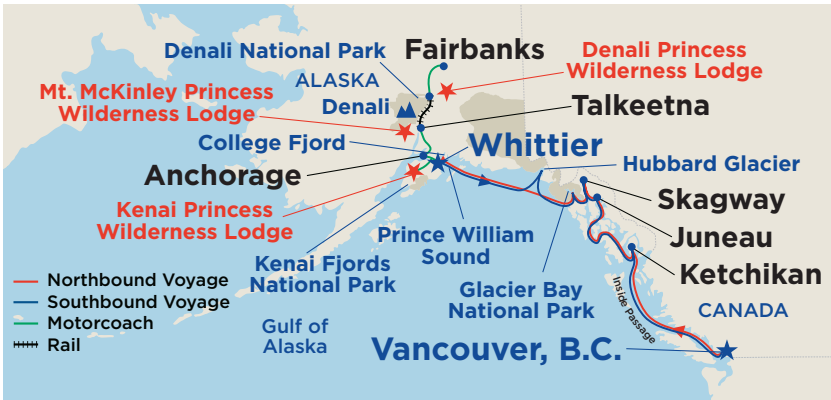 Denali National Park
Fairbanks
Denali Princess
Wilderness Lodge
ALASKA
Mt. McKinley Princess
Wilderness Lodge
Denali
Talkeetna
College Fjord
Whittier
Hubbard Glacier
Anchorage
Skagway
Kenai Princess
Wilderness Lodge
Juneau
Prince William
Sound
Kenai Fjords
National Park
Ketchikan
Glacier Bay
National Park
Inside Passage
CANADA
Northbound Voyage
Southbound Voyage
Motorcoach
Rail
Gulf of
Alaska
Vancouver, B.C.